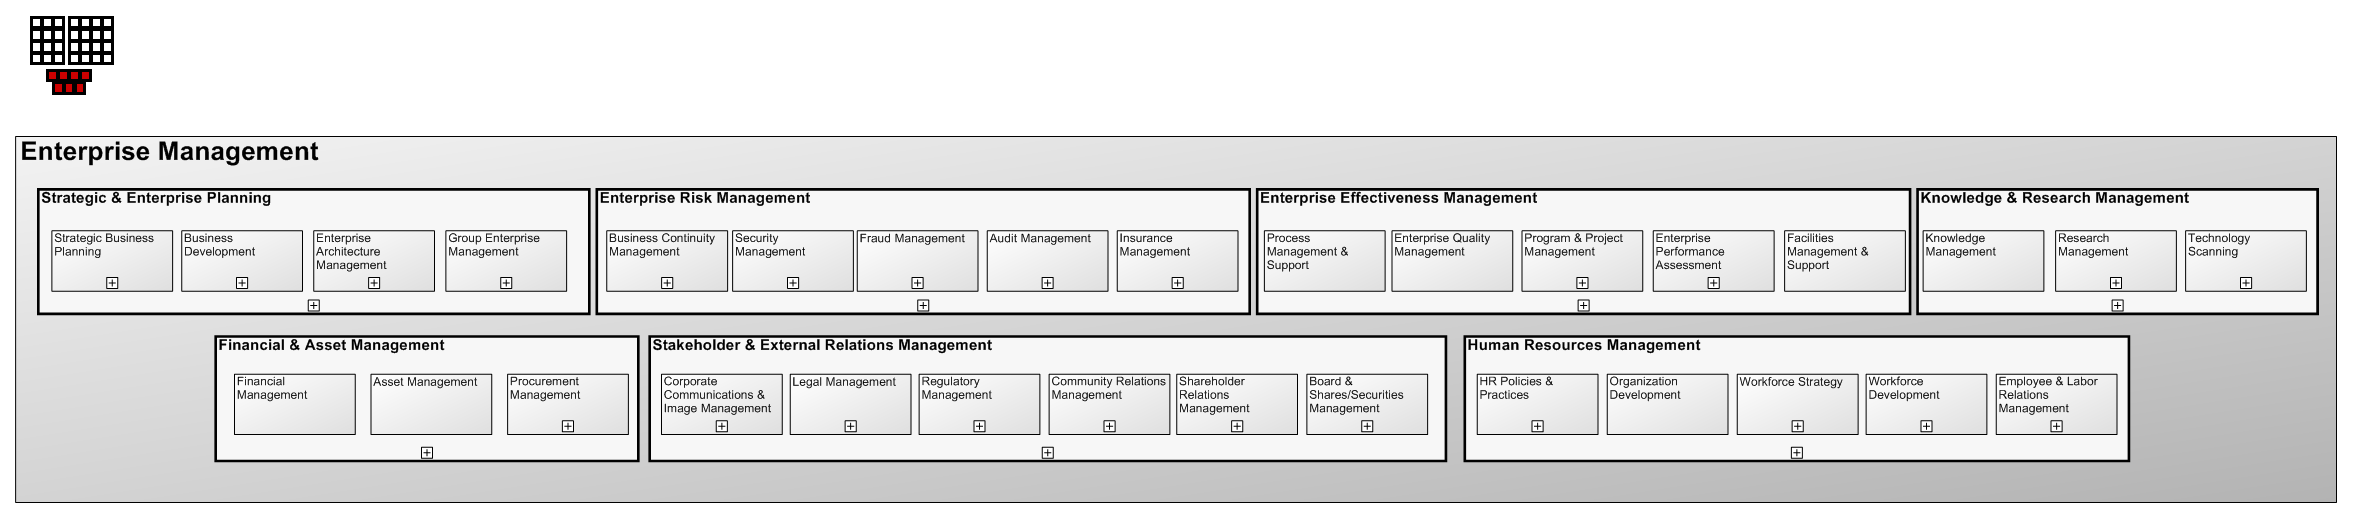 Enterprise Management
Strategic & Enterprise Planning
Strategic Business
Planning
Business
Development
Enterprise
Architecture
Management
Group Enterprise
Management
Enterprise Risk Management
Business Continuity
Management
Security
Management
Fraud Management
Audit Management
Insurance
Management
Enterprise Effectiveness Management
Process
Management &
Support
Enterprise Quality
Management
Program & Project
Management
Enterprise
Performance
Assessment
Facilities
Management &
Support
Knowledge & Research Management
Knowledge
Management
Research
Management
Technology
Scanning
Financial & Asset Management
Financial
Management
Asset Management
Procurement
Management
Stakeholder & External Relations Management
Corporate
Communications &
Image Management
Legal Management
Regulatory
Management
Community Relations
Management
Shareholder
Relations
Management
Board &
Shares/Securities
Management
Human Resources Management
HR Policies &
Practices
Organization
Development
Workforce Strategy
Workforce
Development
Employee & Labor
Relations
Management